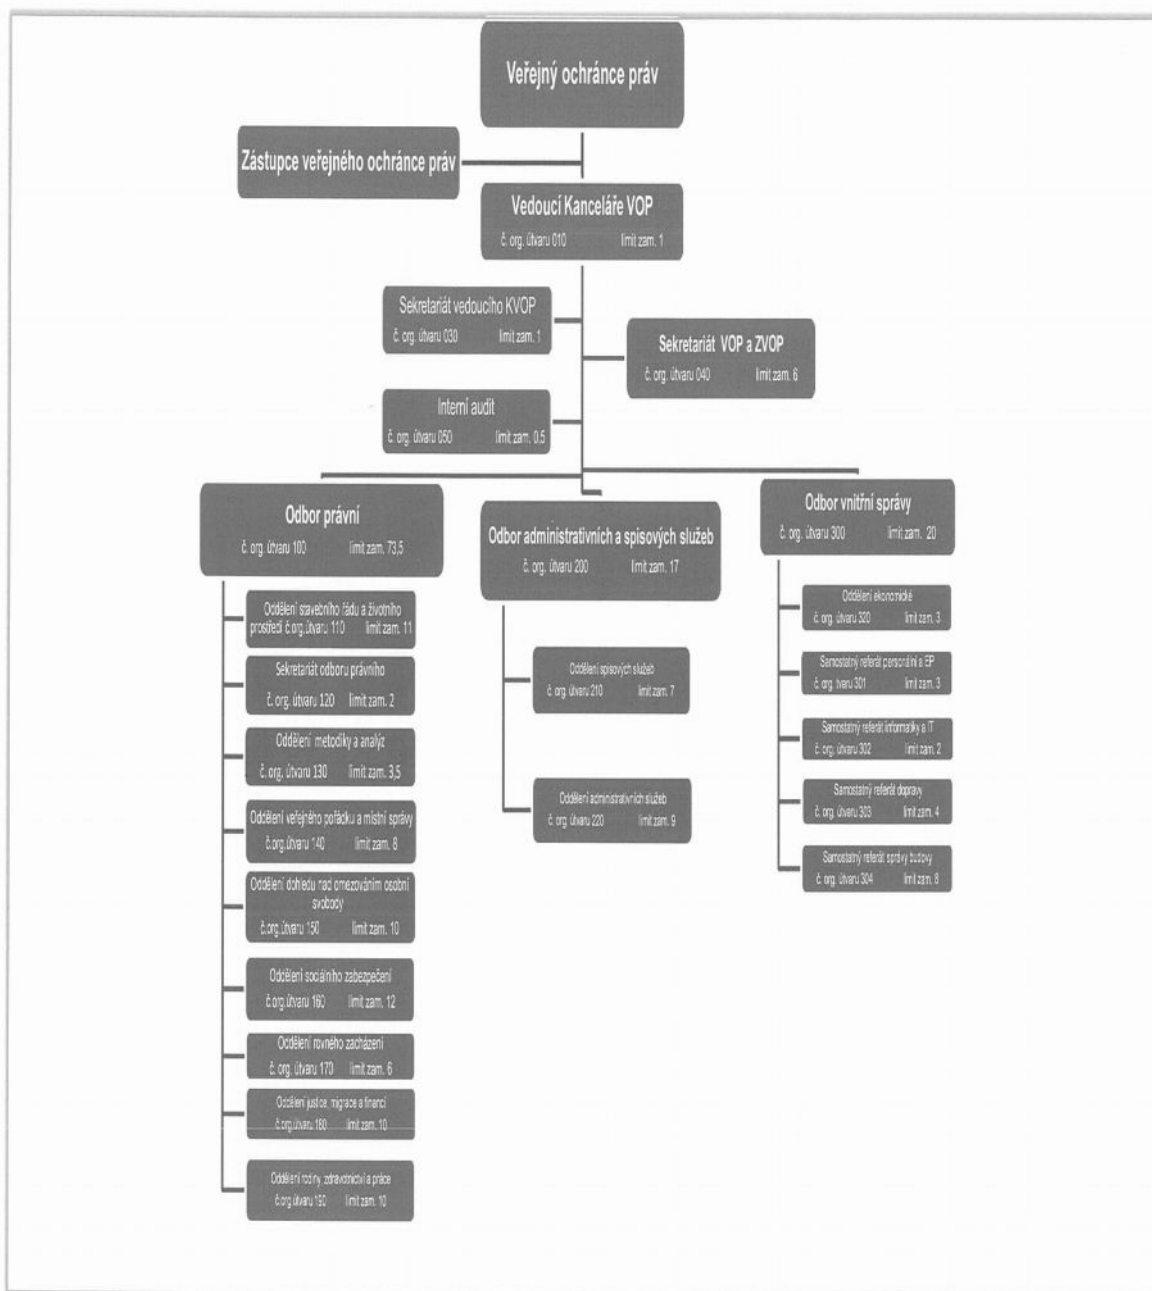 Veřejný ochránce práv
Zástupce veřejného ochránce práv
Vedoucí Kanceláře VOP
č. org. útvaru 010 limit zam. 1
Sekretariát vedoucího KVOP
č. org. útvaru 030 limit zam. 1
Sekretariát VOP a ZVOP
č. org. útvaru 040 limit zam. 6
Interní audit
č. org. útvaru 050 limit zam. 0,5
Odbor právní
č. org. útvaru 100 limit zam. 73,5
Oddělení stavebního řádu a životního
prostředí č.org.útvaru 110 limit zam. 11
Sekretariát odboru právního
č. org. útvaru 120 limit zam. 2
Oddělení metodiky a analýz
č. org. útvaru 130 limit zam. 3,5
Oddělení veřejného pořádku a místní správy
č.org.útvaru 140 limit zam. 8
Oddělení dohledu nad omezováním osobní
svobody
č.org.útvaru 150 limit zam. 10
Oddělení sociálního zabezpečení
č.org.útvaru 160 limit zam. 12
Oddělení rovného zacházení
č. org. útvaru 170 limit zam. 6
Oddělení justice, migrace a financí
č.org.útvaru 180 limit zam. 10
Oddělení rodiny, zdravotnictví a práce
č.org.útvaru 190 limit zam. 10
Odbor administrativních a spisových služeb
č. org. útvaru 200 limit zam. 17
Oddělení spisových služeb
č. org. útvaru 210 limit zam. 7
Oddělení administrativních služeb
č. org. útvaru 220 limit zam. 9
Odbor vnitřní správy
č. org. útvaru 300 limit zam. 20
Oddělení ekonomické
č. org. útvaru 320 limit zam. 3
Samostatný referát personální a EP
č. org. tvaru 301 limit zam. 3
Samostatný referát informatiky a IT
č. org. útvaru 302 limit zam. 2
Samostatný referát dopravy
č. org. útvaru 303 limit zam. 4
Samostatný referát správy budovy
č. org. útvaru 304 limit zam. 8